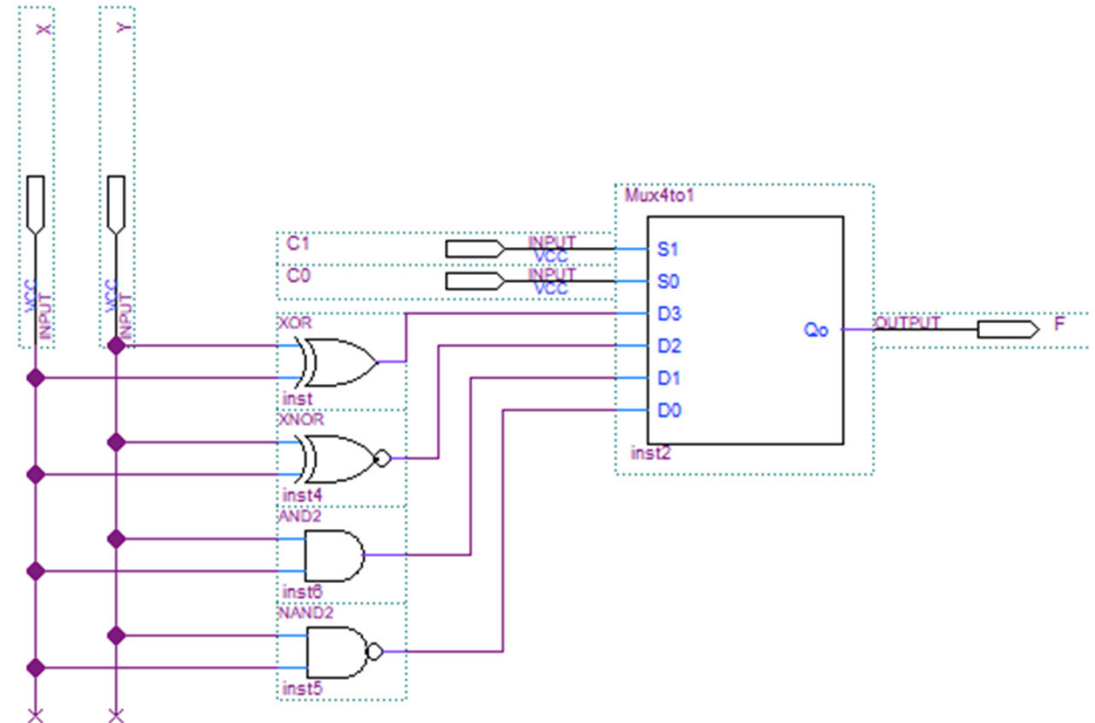 X
Y
VCC
INPUT
VCC
INPUT
Mux4to1
C1
INPUT
VCC
S1
C0
INPUT
VCC
S0
XOR
D3
Qo
OUTPUT
F
D2
D1
inst
XNOR
D0
inst2
inst4
AND2
inst6
NAND2
inst5